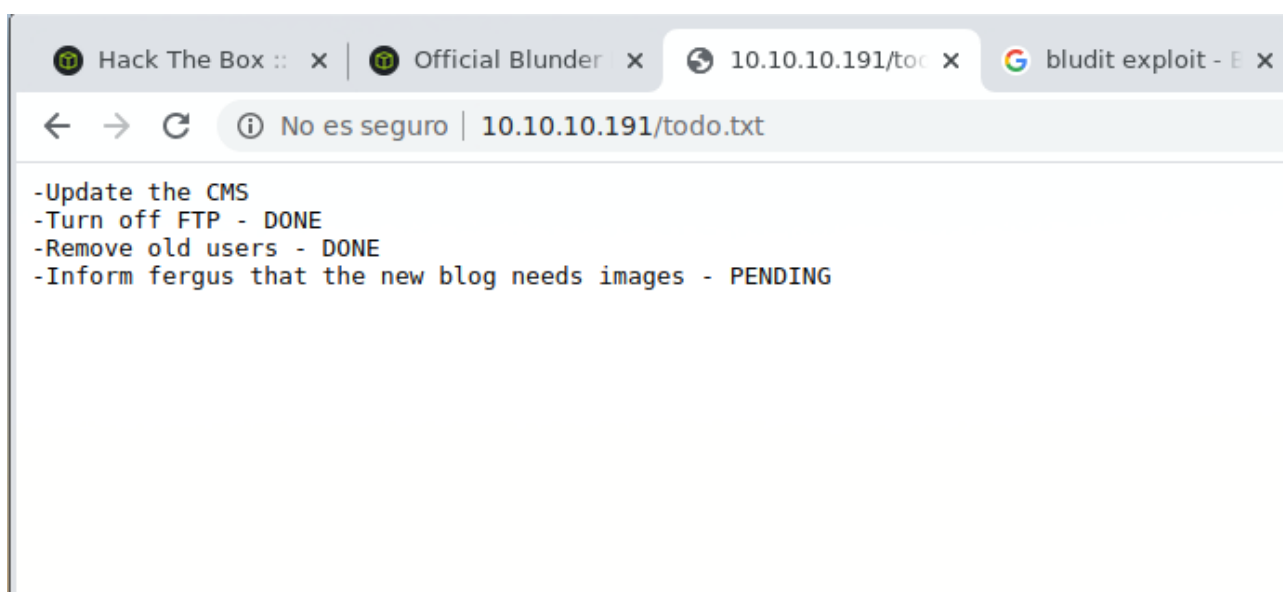 Hack The Box ::
Official Blunder
10.10.10.191/too
bludit exploit - E
No es seguro | 10.10.10.191/todo.txt
-Update the CMS
-Turn off FTP - DONE
-Remove old users - DONE
-Inform fergus that the new blog needs images - PENDING